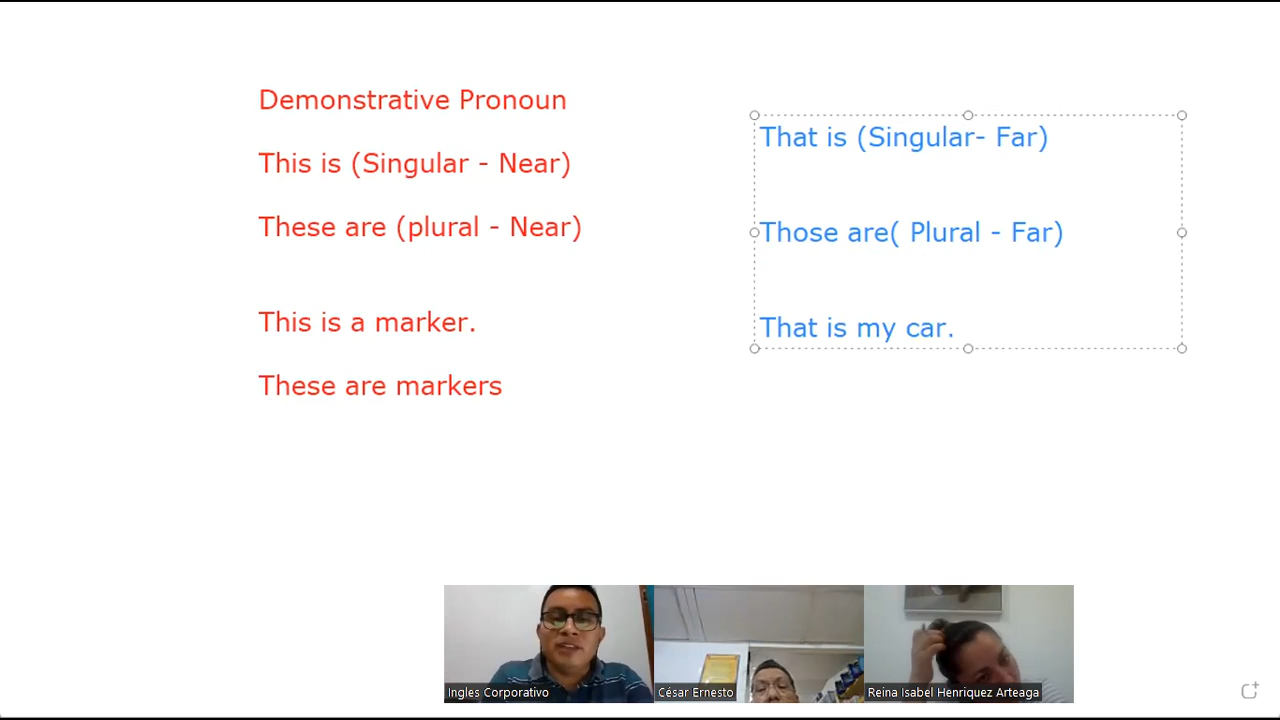 Demonstrative Pronoun
This is (Singular - Near)
These are (plural - Near)
This is a marker.
These are markers
That is (Singular- Far)
Those are( Plural - Far)
That is my car.
Ingles Corporativo
César Ernesto
Reina Isabel Henriquez Arteaga